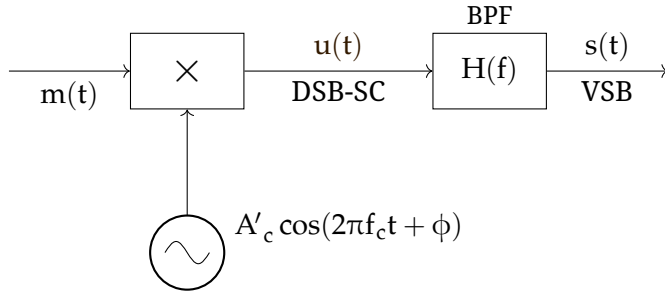 BPF
u(t)
s(t)
×
H(f)
m(t)
DSB-SC
VSB
A′c cos(2πfct + ϕ)